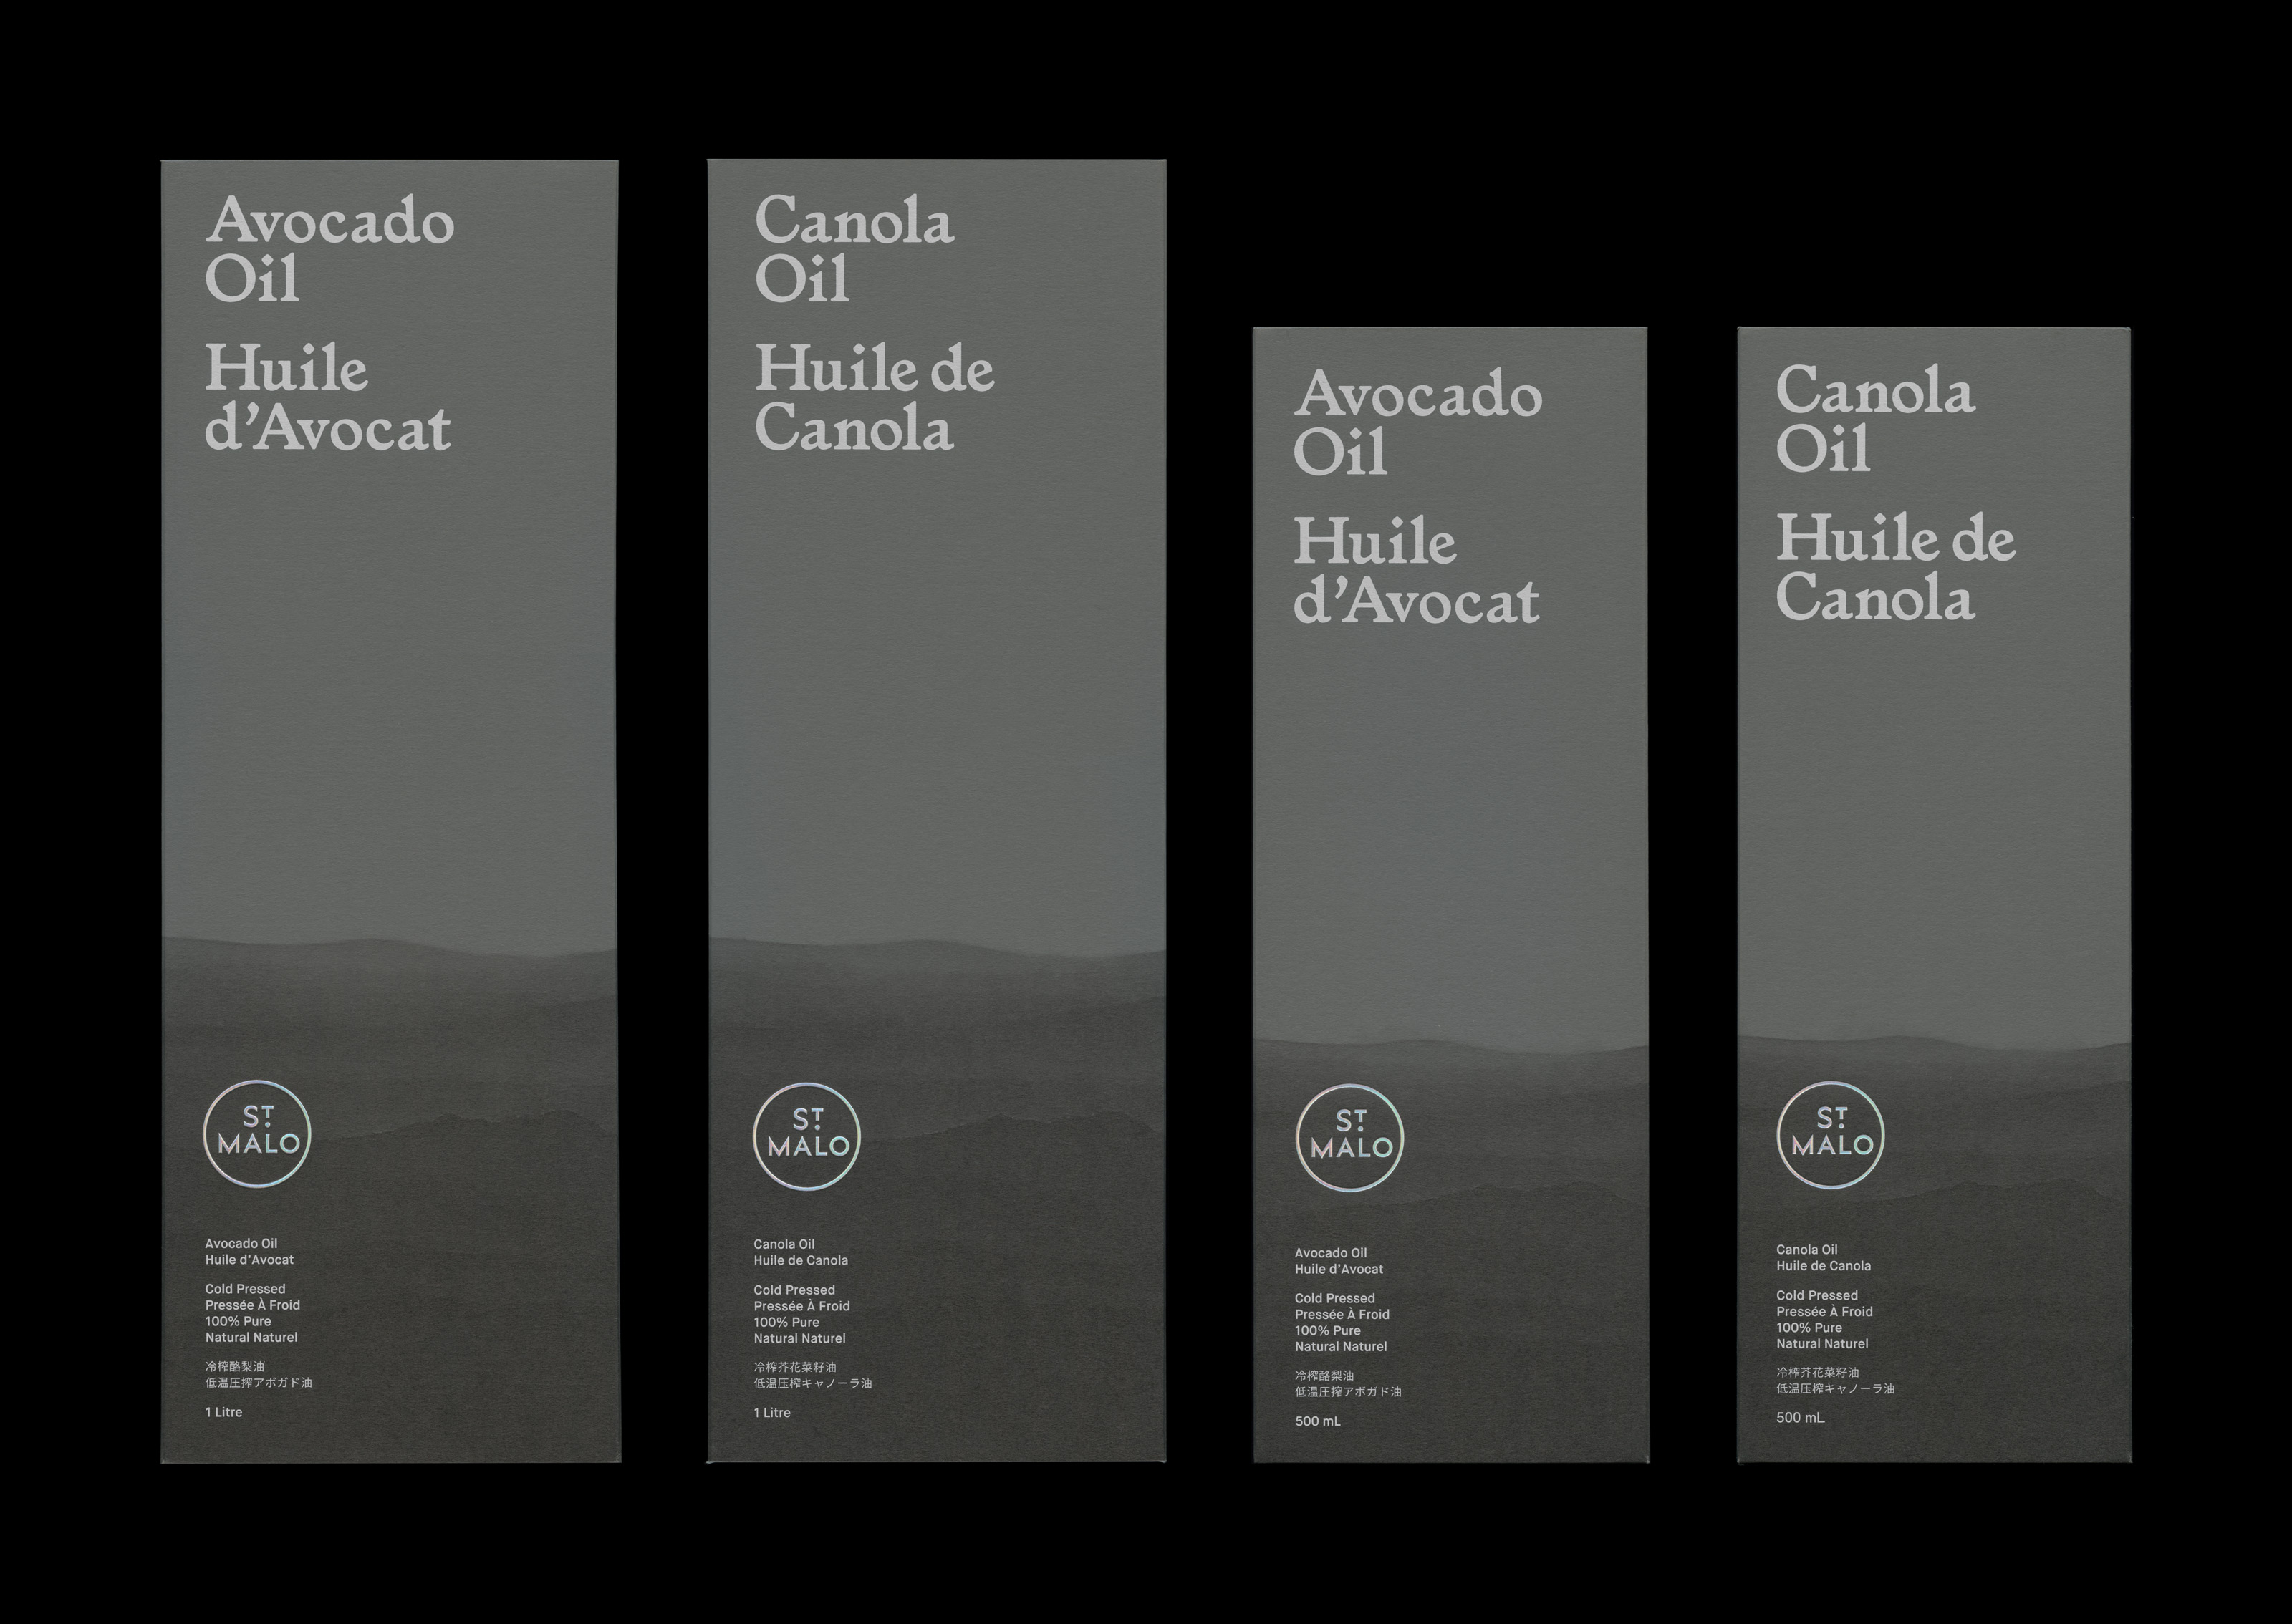 Avocado
Oil
Huile
d’Avocat
ST
MALO
Avocado Oil
Huile d’Avocat
Cold Pressed
Pressée À Froid
100% Pure
Natural Naturel
冷榨酪梨油
低温圧搾アボガド油
1 Litre
Canola
Oil
Huile de
Canola
ST
MALO
Canola Oil
Huile de Canola
Cold Pressed
Pressée À Froid
100% Pure
Natural Naturel
冷榨芥花菜籽油
低温圧榨キャノーラ油
1 Litre
Avocado
Oil
Huile
d’Avocat
ST
MALO
Avocado Oil
Huile d’Avocat
Cold Pressed
Pressée À Froid
100% Pure
Natural Naturel
冷榨酪梨油
低温圧搾アボガド油
500 mL
Canola
Oil
Huile de
Canola
ST
MALO
Canola Oil
Huile de Canola
Cold Pressed
Pressée À Froid
100% Pure
Natural Naturel
冷榨芥花菜籽油
低温圧榨キャノーラ油
500 mL